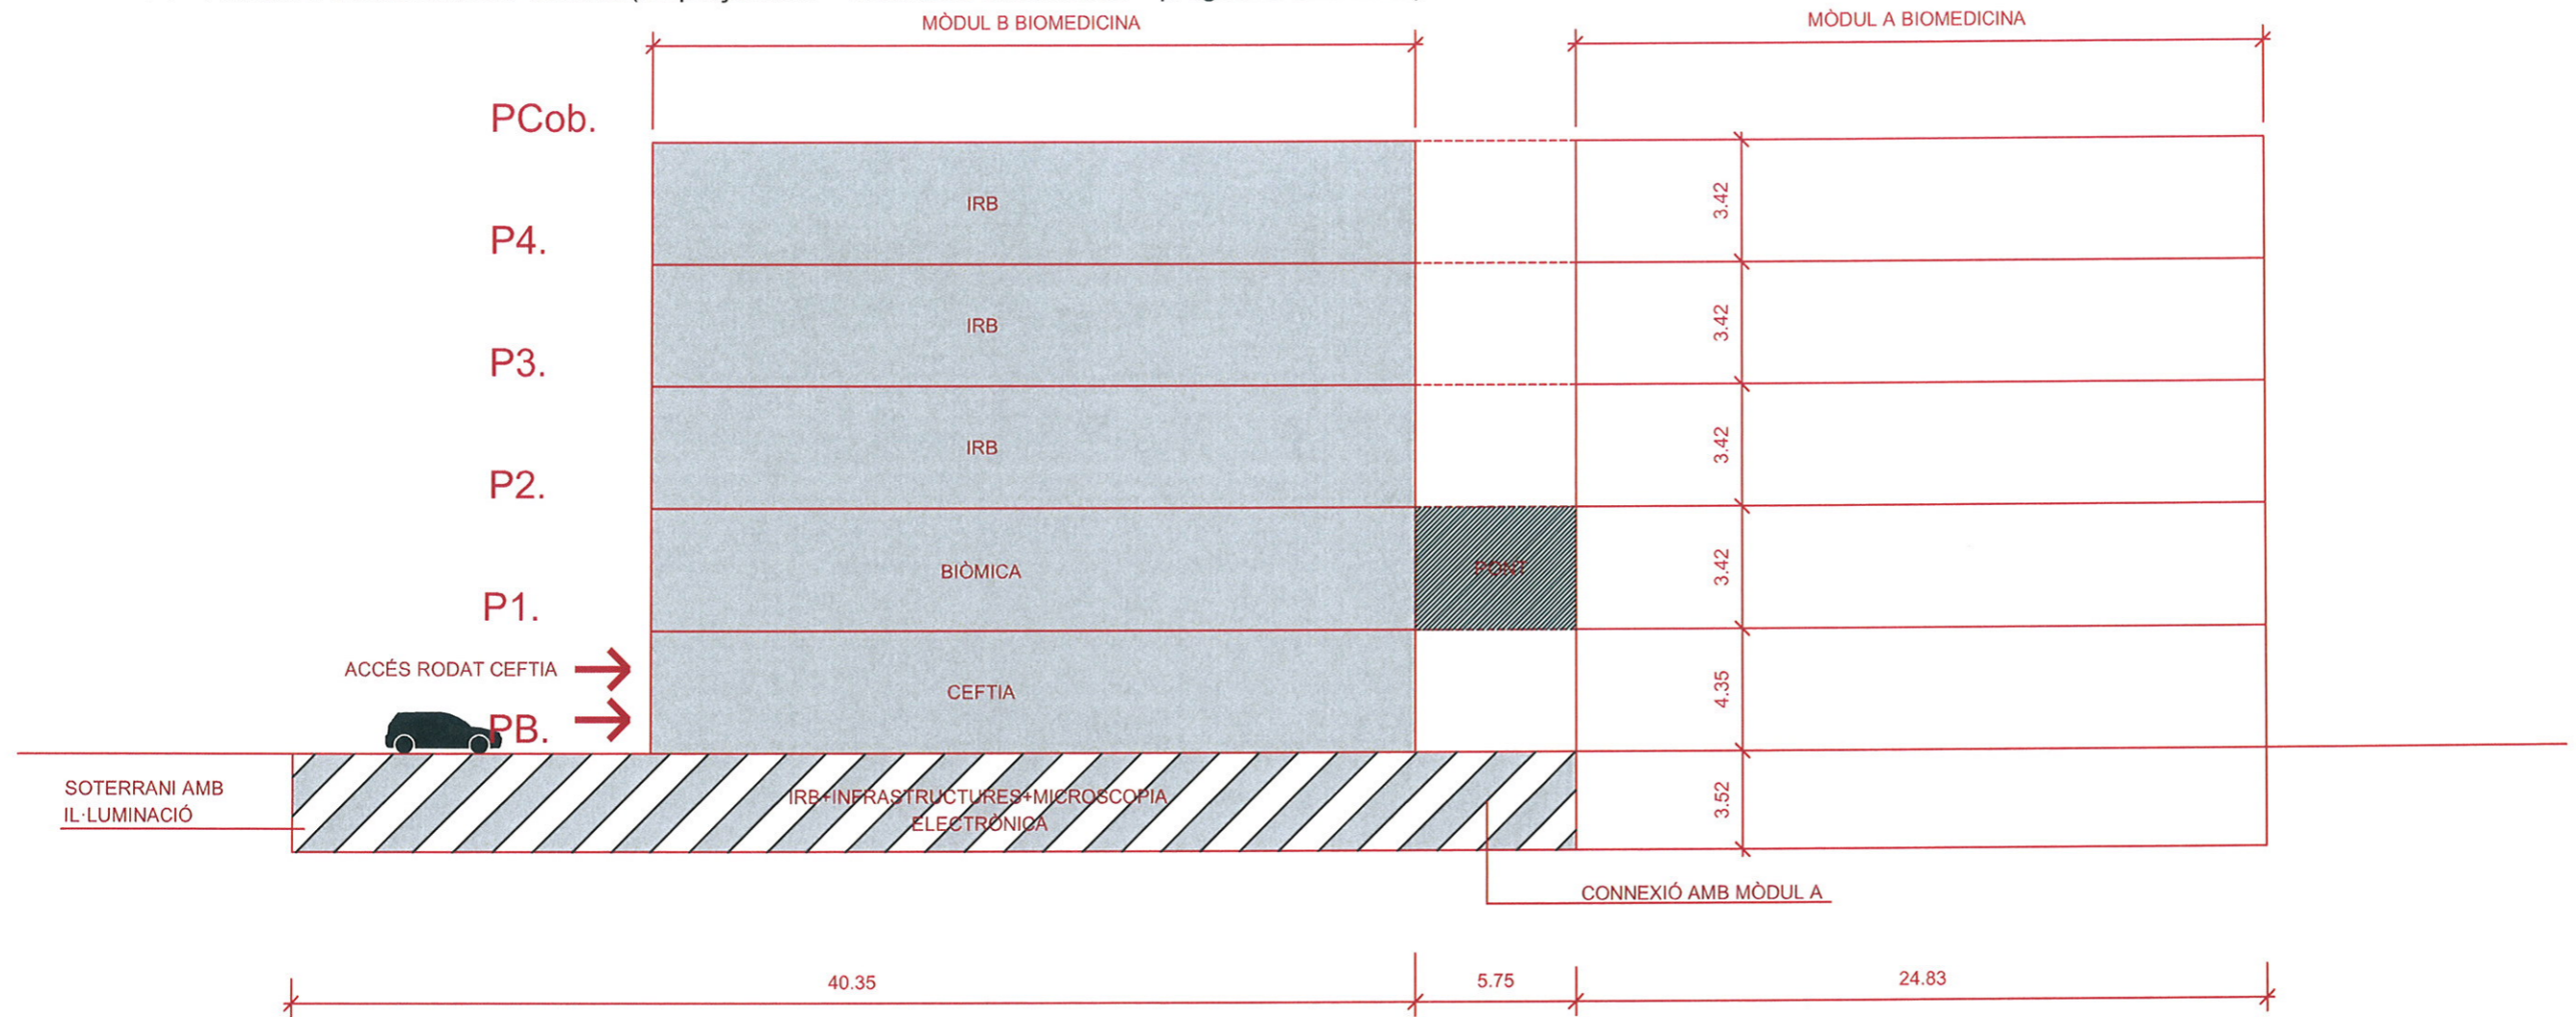 MÒDUL B BIOMEDICINA
MÒDUL A BIOMEDICINA
PCob.
IRB
3.42
P4.
IRB
3.42
P3.
IRB
3.42
P2.
BIÒMICA
PONT
3.42
P1.
ACCÉS RODAT CEFTIA
CEFTIA
4.35
PB.
SOTERRANI AMB
IL·LUMINACIÓ
IRB+INFRASTRUCTURES+MICROSCOPIA
ELECTRÒNICA
3.52
CONNEXIÓ AMB MÒDUL A
40.35
5.75
24.83